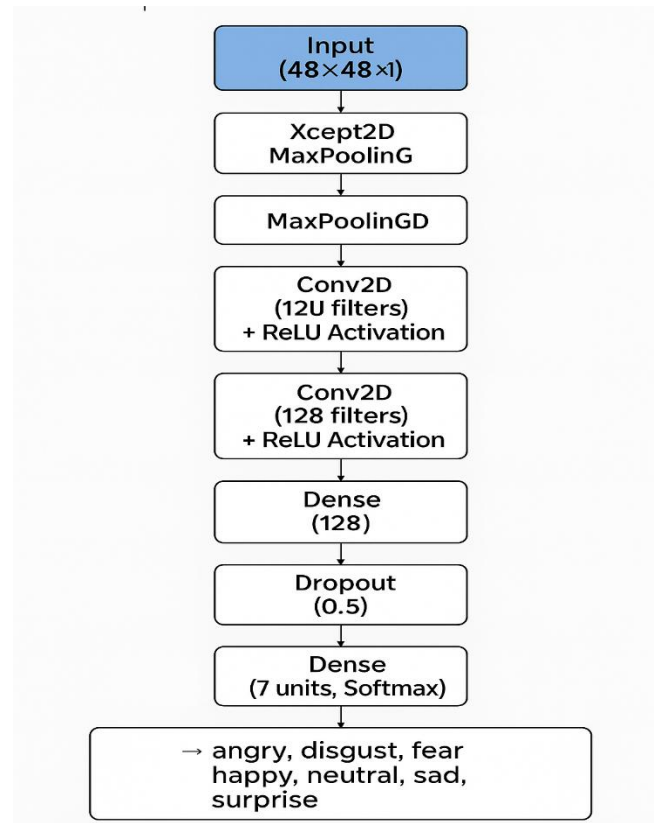 Input
(48×48×1)
Xcept2D
MaxPoolinG
MaxPoolinGD
Conv2D
(12U filters)
+ ReLU Activation
Conv2D
(128 filters)
+ ReLU Activation
Dense
(128)
Dropout
(0.5)
Dense
(7 units, Softmax)
→ angry, disgust, fear
happy, neutral, sad,
surprise